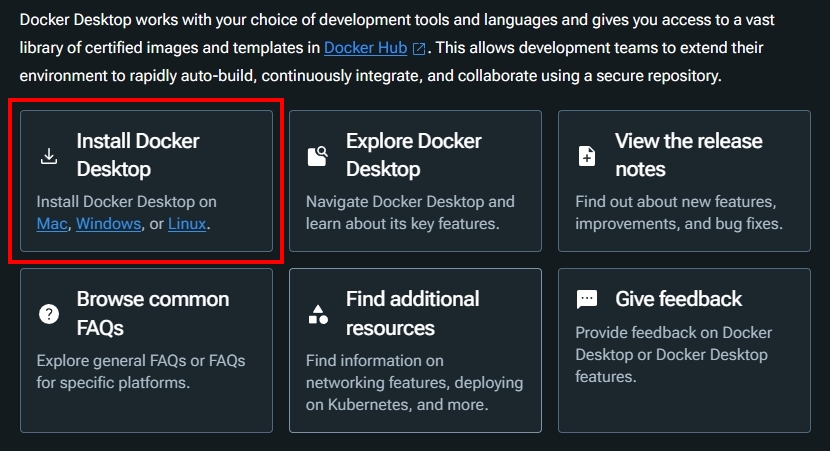 Docker Desktop works with your choice of development tools and languages and gives you access to a vast
library of certified images and templates in Docker Hub. This allows development teams to extend their
environment to rapidly auto-build, continuously integrate, and collaborate using a secure repository.
Install Docker
Desktop
Install Docker Desktop on
Mac, Windows, or Linux.
Explore Docker
Desktop
Navigate Docker Desktop and
learn about its key features.
View the release
notes
Find out about new features,
improvements, and bug fixes.
Browse common
FAQs
Explore general FAQs or FAQs
for specific platforms.
Find additional
resources
Find information on
networking features, deploying
on Kubernetes, and more.
Give feedback
Provide feedback on Docker
Desktop or Docker Desktop
features.